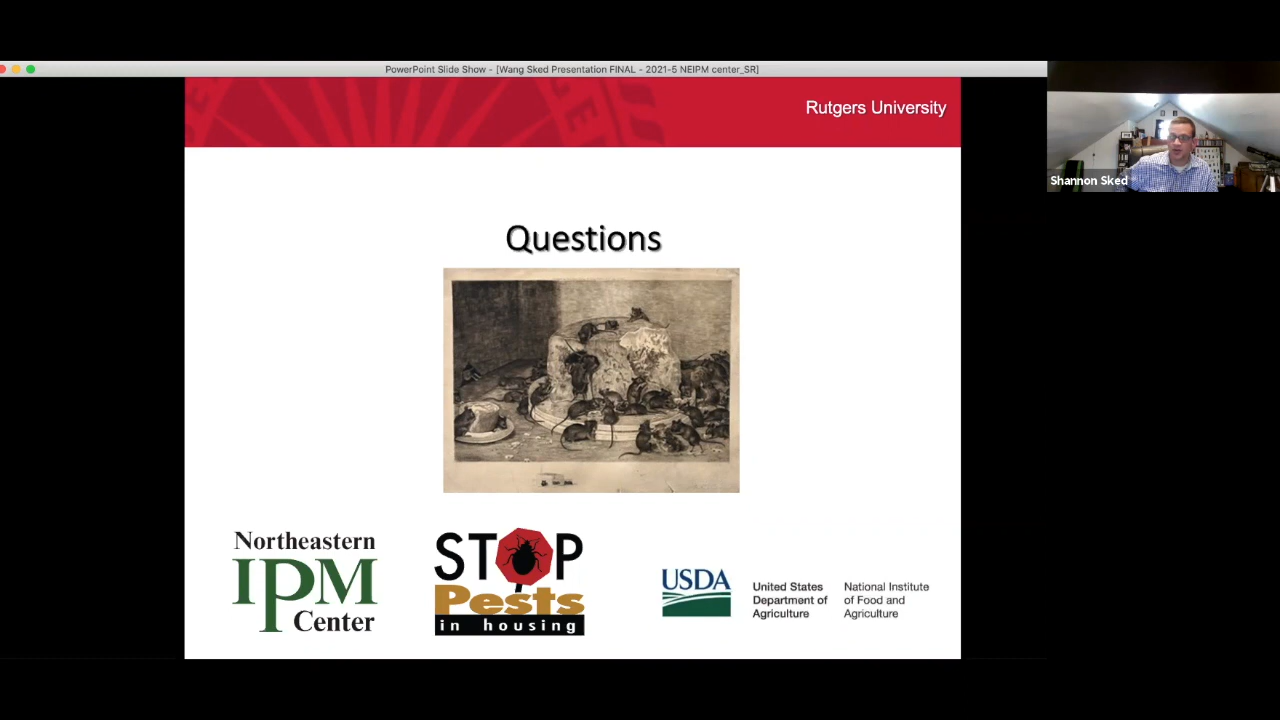 PowerPoint Slide Show - [Wang Sked Presentation FINAL - 2021-5 NEIPM center_SR]
Rutgers University
Shannon Sked
Questions
Northeastern
IPM
Center
STOP
Pests
in housing
USDA
United States
Department of
Agriculture
National Institute
of Food and
Agriculture